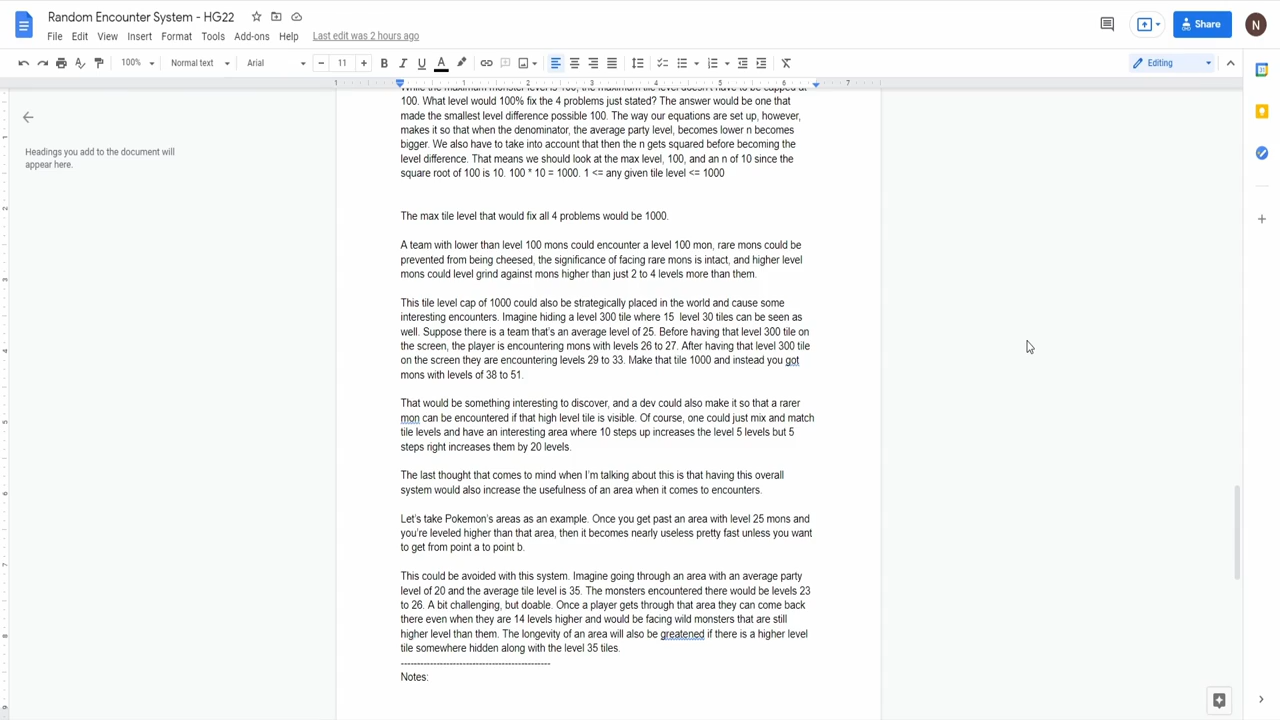 Random Encounter System - HG22
File Edit View Insert Format Tools Add-ons Help Last edit was 2 hours ago
Share
N
100% Normal text Arial 11 B I U A Editing
1 1 2 3 4 5 6 7
Headings you add to the document will
appear here.
While the maximum monster level is 100, the maximum tile level doesn't have to be capped at
100. What level would 100% fix the 4 problems just stated? The answer would be one that
made the smallest level difference possible 100. The way our equations are set up, however,
makes it so that when the denominator, the average party level, becomes lower n becomes
bigger. We also have to take into account that then the n gets squared before becoming the
level difference. That means we should look at the max level, 100, and an n of 10 since the
square root of 100 is 10. 100 * 10 = 1000. 1 <= any given tile level <= 1000
The max tile level that would fix all 4 problems would be 1000.
A team with lower than level 100 mons could encounter a level 100 mon, rare mons could be
prevented from being cheesed, the significance of facing rare mons is intact, and higher level
mons could level grind against mons higher than just 2 to 4 levels more than them.
This tile level cap of 1000 could also be strategically placed in the world and cause some
interesting encounters. Imagine hiding a level 300 tile where 15 level 30 tiles can be seen as
well. Suppose there is a team that's an average level of 25. Before having that level 300 tile on
the screen, the player is encountering mons with levels 26 to 27. After having that level 300 tile
on the screen they are encountering levels 29 to 33. Make that tile 1000 and instead you got
mons with levels of 38 to 51.
That would be something interesting to discover, and a dev could also make it so that a rarer
mon can be encountered if that high level tile is visible. Of course, one could just mix and match
tile levels and have an interesting area where 10 steps up increases the level 5 levels but 5
steps right increases them by 20 levels.
The last thought that comes to mind when I'm talking about this is that having this overall
system would also increase the usefulness of an area when it comes to encounters.
Let's take Pokemon's areas as an example. Once you get past an area with level 25 mons and
you're leveled higher than that area, then it becomes nearly useless pretty fast unless you want
to get from point a to point b.
This could be avoided with this system. Imagine going through an area with an average party
level of 20 and the average tile level is 35. The monsters encountered there would be levels 23
to 26. A bit challenging, but doable. Once a player gets through that area they can come back
there even when they are 14 levels higher and would be facing wild monsters that are still
higher level than them. The longevity of an area will also be greatened if there is a higher level
tile somewhere hidden along with the level 35 tiles.
----------------------------------------------
Notes: